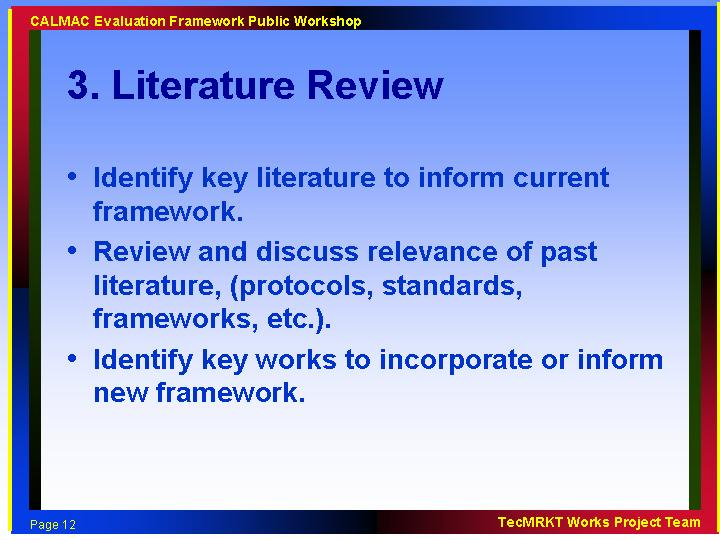 CALMAC Evaluation Framework Public Workshop
3. Literature Review
• Identify key literature to inform current
framework.
• Review and discuss relevance of past
literature, (protocols, standards,
frameworks, etc.).
• Identify key works to incorporate or inform
new framework.
Page 12
TecMRKT Works Project Team